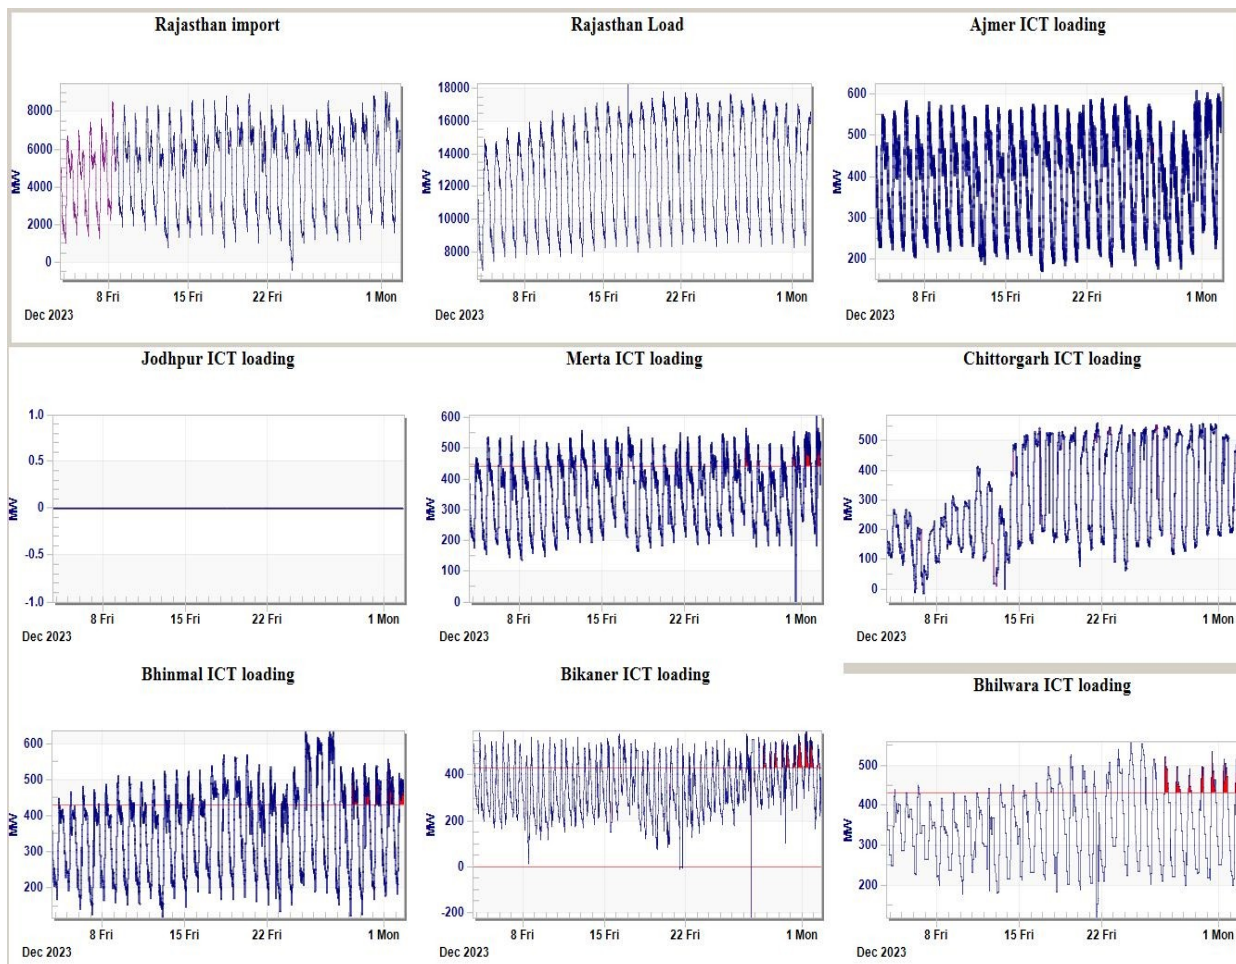 Rajasthan import
Rajasthan Load
Ajmer ICT loading
8000
6000
4000
2000
0
MW
8 Fri 15 Fri 22 Fri 1 Mon
Dec 2023
18000
16000
14000
12000
10000
8000
MW
8 Fri 15 Fri 22 Fri 1 Mon
Dec 2023
600
500
400
300
200
MW
8 Fri 15 Fri 22 Fri 1 Mon
Dec 2023
Jodhpur ICT loading
Merta ICT loading
Chittorgarh ICT loading
1.0
0.5
0
-0.5
-1.0
MW
8 Fri 15 Fri 22 Fri 1 Mon
Dec 2023
600
500
400
300
200
100
0
MW
8 Fri 15 Fri 22 Fri 1 Mon
Dec 2023
500
400
300
200
100
0
MW
8 Fri 15 Fri 22 Fri 1 Mon
Dec 2023
Bhinmal ICT loading
Bikaner ICT loading
Bhilwara ICT loading
600
500
400
300
200
MW
8 Fri 15 Fri 22 Fri 1 Mon
Dec 2023
400
200
0
-200
MW
8 Fri 15 Fri 22 Fri 1 Mon
Dec 2023
500
400
300
200
MW
8 Fri 15 Fri 22 Fri 1 Mon
Dec 2023